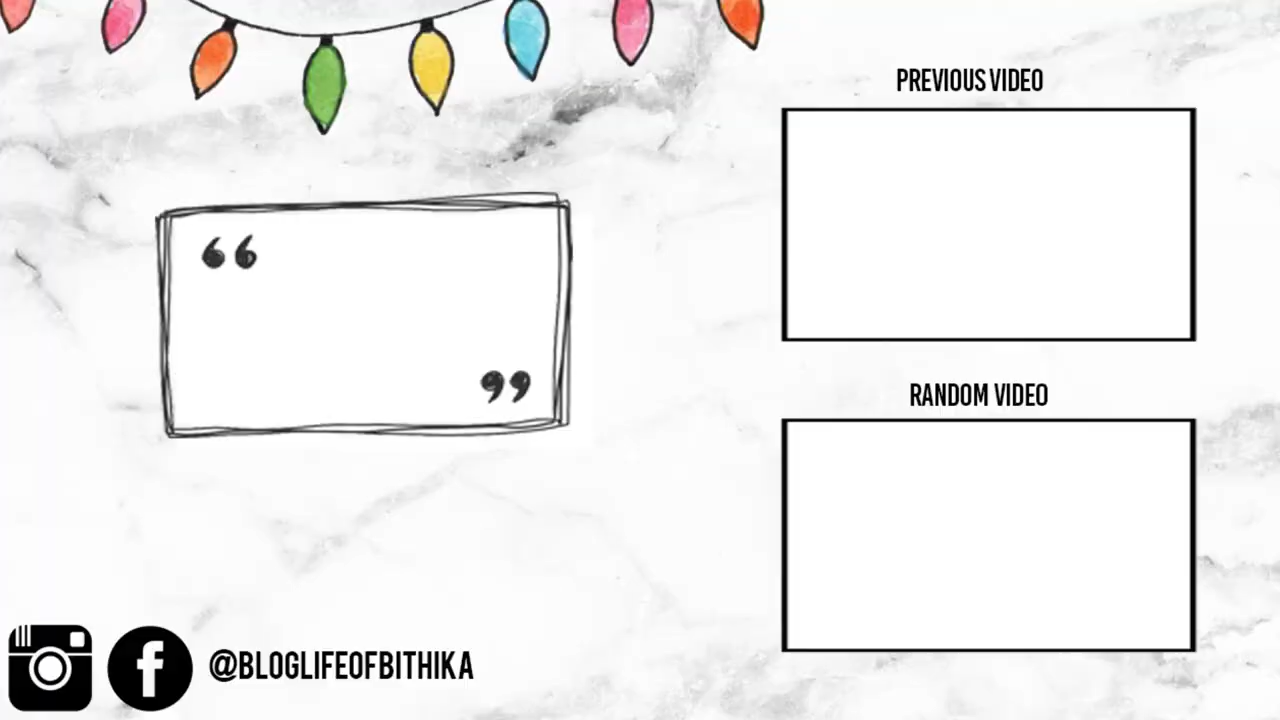 PREVIOUS VIDEO
“
”
RANDOM VIDEO
@BLOGLIFEOFBITHIKA